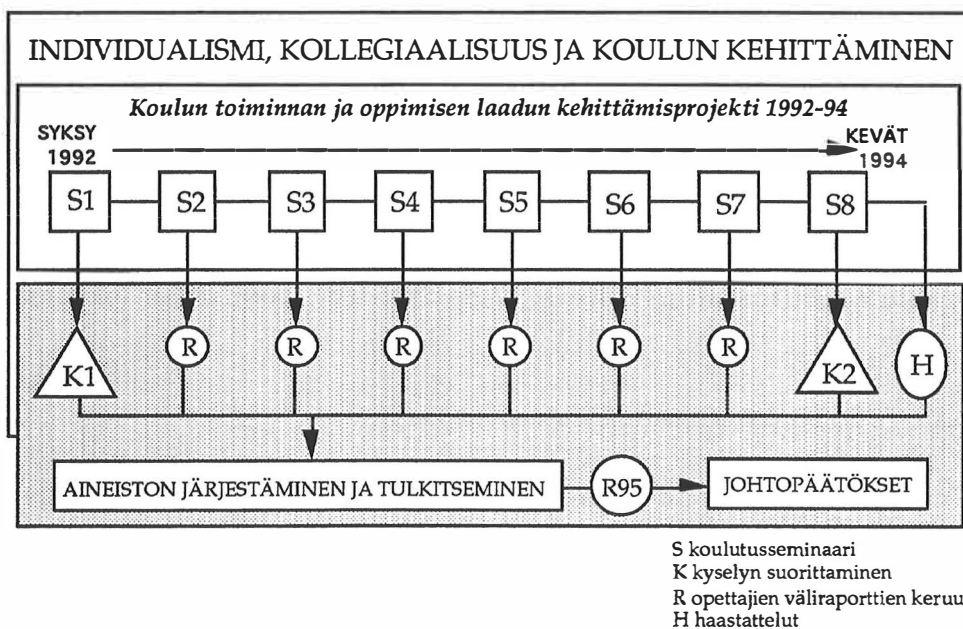 INDIVIDUALISMI, KOLLEGIAALISUUS JA KOULUN KEHITTÄMINEN
Koulun toiminnan ja oppimisen laadun kehittämisprojekti 1992-94
SYKSY
1992
KEVÄT
1994
S1 S2 S3 S4 S5 S6 S7 S8
K1 R R R R R R K2 H
AINEISTON JÄRJESTÄMINEN JA TULKITSEMINEN R95 JOHTOPÄÄTÖKSET
S koulutusseminaari
K kyselyn suorittaminen
R opettajien väliraporttien keruu
H haastattelut